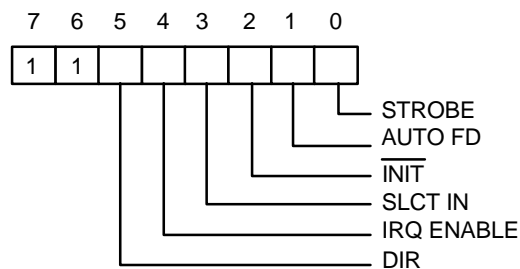 7 6 5 4 3 2 1 0
1 1
STROBE
AUTO FD
INIT
SLCT IN
IRQ ENABLE
DIR